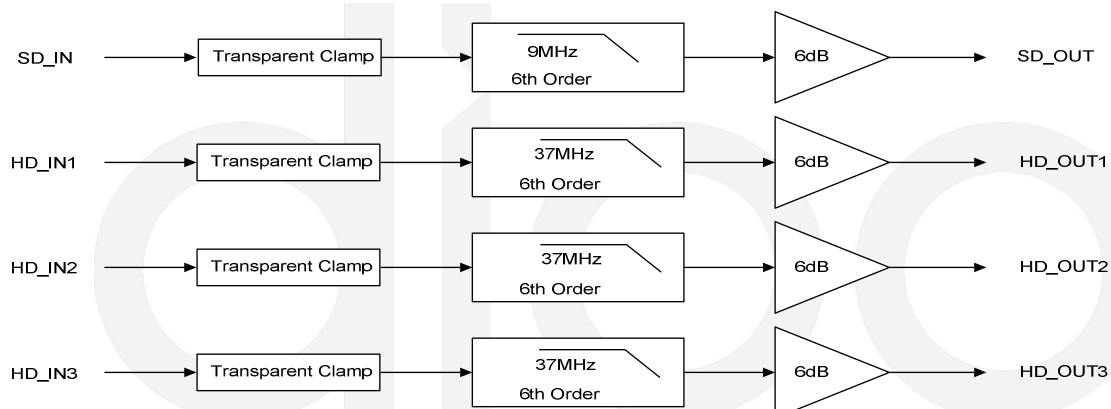 SD_IN
Transparent Clamp
9MHz
6th Order
6dB
SD_OUT
HD_IN1
Transparent Clamp
37MHz
6th Order
6dB
HD_OUT1
HD_IN2
Transparent Clamp
37MHz
6th Order
6dB
HD_OUT2
HD_IN3
Transparent Clamp
37MHz
6th Order
6dB
HD_OUT3